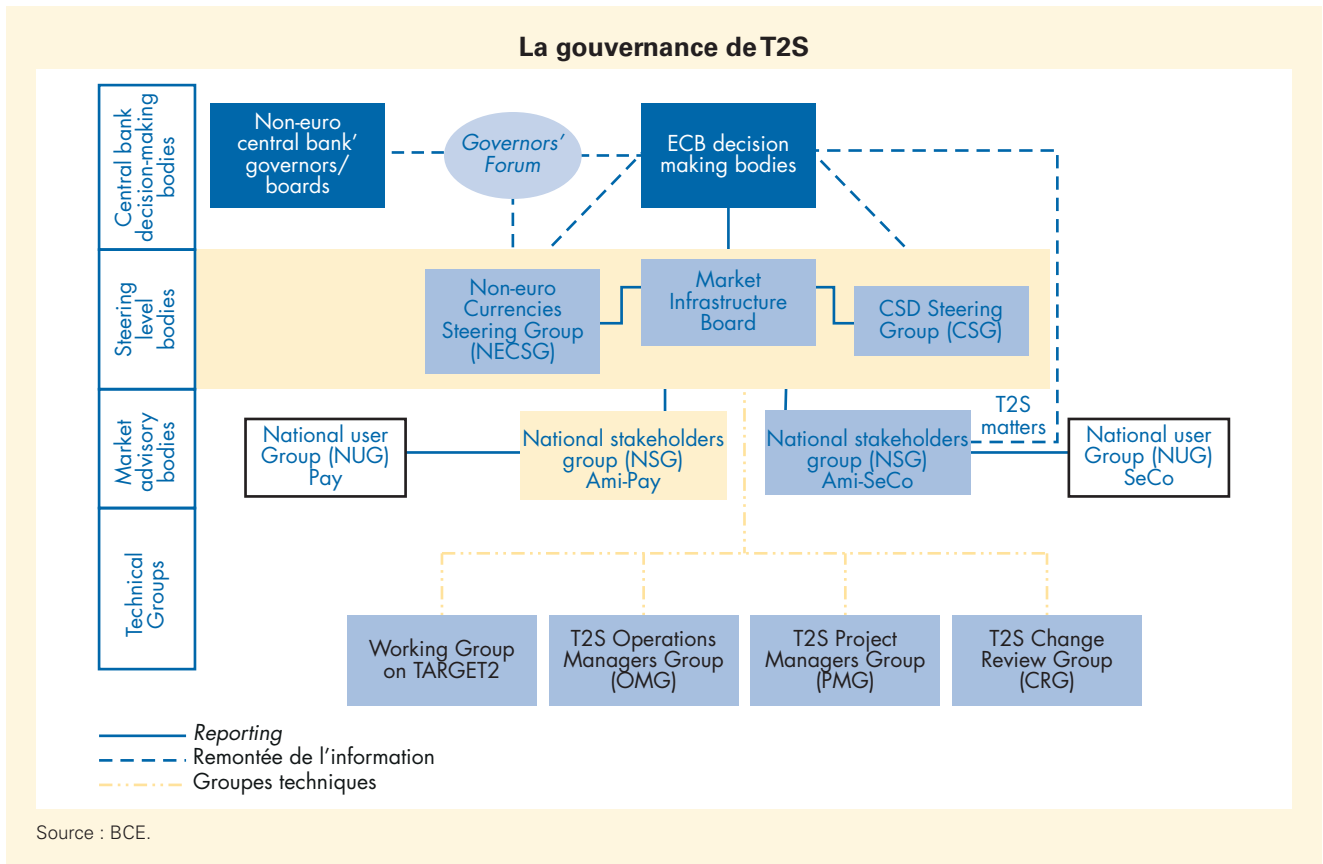 La gouvernance de T2S
Central bank
decision-making
bodies
Non-euro
central bank'
governors/
boards
Governors'
Forum
ECB decision
making bodies
Steering
level
bodies
Non-euro
Currencies
Steering Group
(NECSG)
Market
Infrastructure
Board
CSD Steering
Group (CSG)
Market
advisory
bodies
National user
Group (NUG)
Pay
National stakeholders
group (NSG)
Ami-Pay
National stakeholders
group (NSG)
Ami-SeCo
T2S
matters
National user
Group (NUG)
SeCo
Technical
Groups
Working Group
on TARGET2
T2S Operations
Managers Group
(OMG)
T2S Project
Managers Group
(PMG)
T2S Change
Review Group
(CRG)
Reporting
Remontée de l'information
Groupes techniques
Source : BCE.